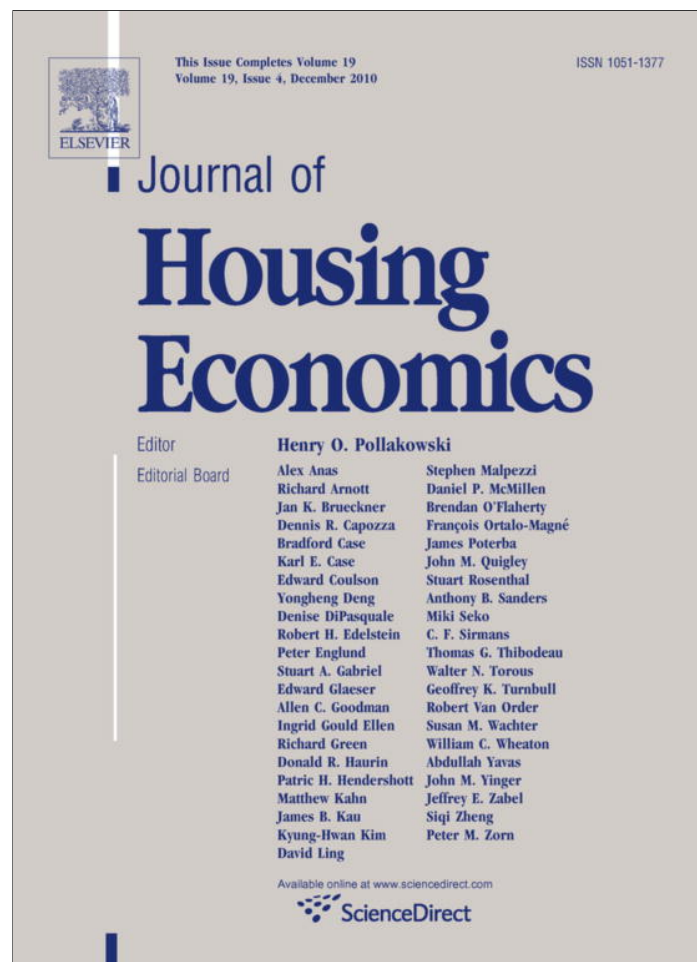 This Issue Completes Volume 19
Volume 19, Issue 4, December 2010
ISSN 1051-1377
ELSEVIER
Journal of
Housing
Economics
Editor
Henry O. Pollakowski
Editorial Board
Alex Anas
Richard Arnott
Jan K. Brueckner
Dennis R. Capozza
Bradford Case
Karl E. Case
Edward Coulson
Yongheng Deng
Denise DiPasquale
Robert H. Edelstein
Peter Englund
Stuart A. Gabriel
Edward Glaeser
Allen C. Goodman
Ingrid Gould Ellen
Richard Green
Donald R. Haurin
Patric H. Hendershott
Matthew Kahn
James B. Kau
Kyung-Hwan Kim
David Ling
Stephen Malpezzi
Daniel P. McMillen
Brendan O'Flaherty
François Ortalo-Magné
James Poterba
John M. Quigley
Stuart Rosenthal
Anthony B. Sanders
Miki Seko
C. F. Sirmans
Thomas G. Thibodeau
Walter N. Torous
Geoffrey K. Turnbull
Robert Van Order
Susan M. Wachter
William C. Wheaton
Abdullah Yavas
John M. Yinger
Jeffrey E. Zabel
Siqi Zheng
Peter M. Zorn
Available online at www.sciencedirect.com
ScienceDirect